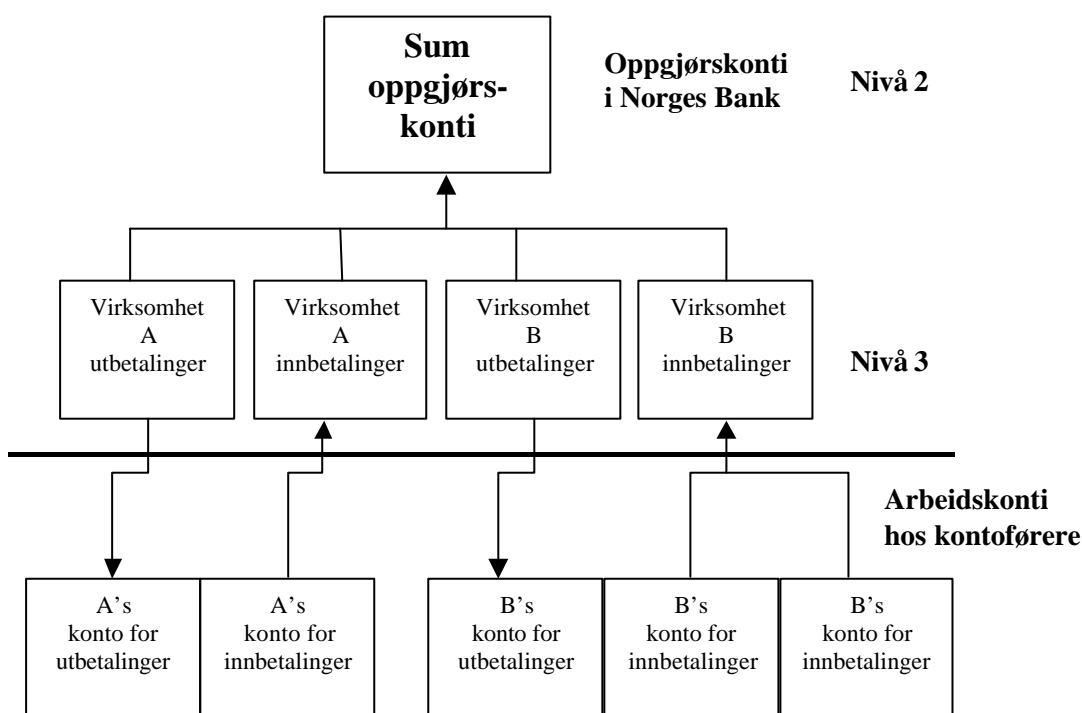 Sum
oppgjørs-
konti
Oppgjørskonti
i Norges Bank
Nivå 2
Virksomhet
A
utbetalinger
Virksomhet
A
innbetalinger
Virksomhet
B
utbetalinger
Virksomhet
B
innbetalinger
Nivå 3
Arbeidskonti
hos kontoførere
A's
konto for
utbetalinger
A's
konto for
innbetalinger
B's
konto for
utbetalinger
B's
konto for
innbetalinger
B's
konto for
innbetalinger